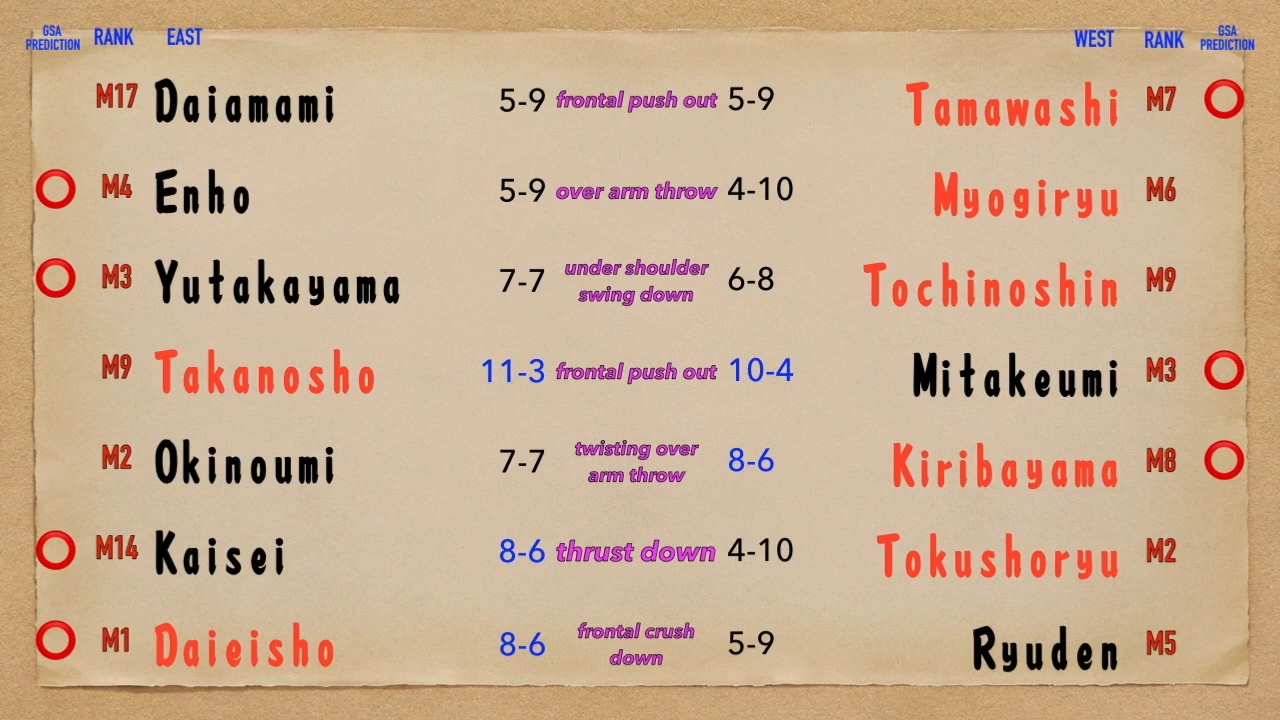 GSA PREDICTION RANK EAST WEST RANK GSA PREDICTION
M17 Daiamami 5-9 frontal push out 5-9 Tamawashi M7
M4 Enho 5-9 over arm throw 4-10 Myogiryu M6
M3 Yutakayama 7-7 under shoulder swing down 6-8 Tochinoshin M9
M9 Takanosho 11-3 frontal push out 10-4 Mitakeumi M3
M2 Okinoumi 7-7 twisting over arm throw 8-6 Kiribayama M8
M14 Kaisei 8-6 thrust down 4-10 Tokushoryu M2
M1 Daieisho 8-6 frontal crush down 5-9 Ryuden M5